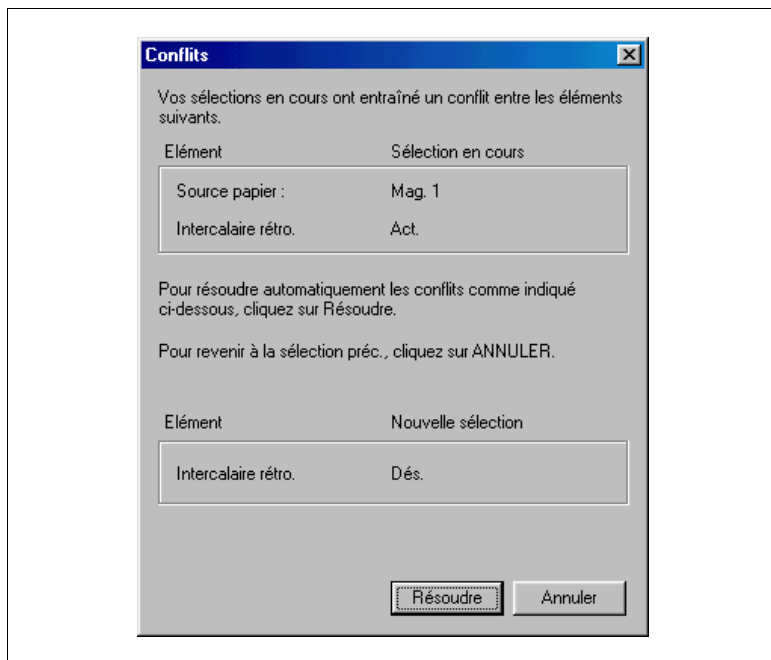 Conflits
Vos sélections en cours ont entraîné un conflit entre les éléments
suivants.
Elément Sélection en cours
Source papier : Mag. 1
Intercalaire rétro. Act.
Pour résoudre automatiquement les conflits comme indiqué
ci-dessous, cliquez sur Résoudre.
Pour revenir à la sélection préc., cliquez sur ANNULER.
Elément Nouvelle sélection
Intercalaire rétro. Dés.
Résoudre Annuler